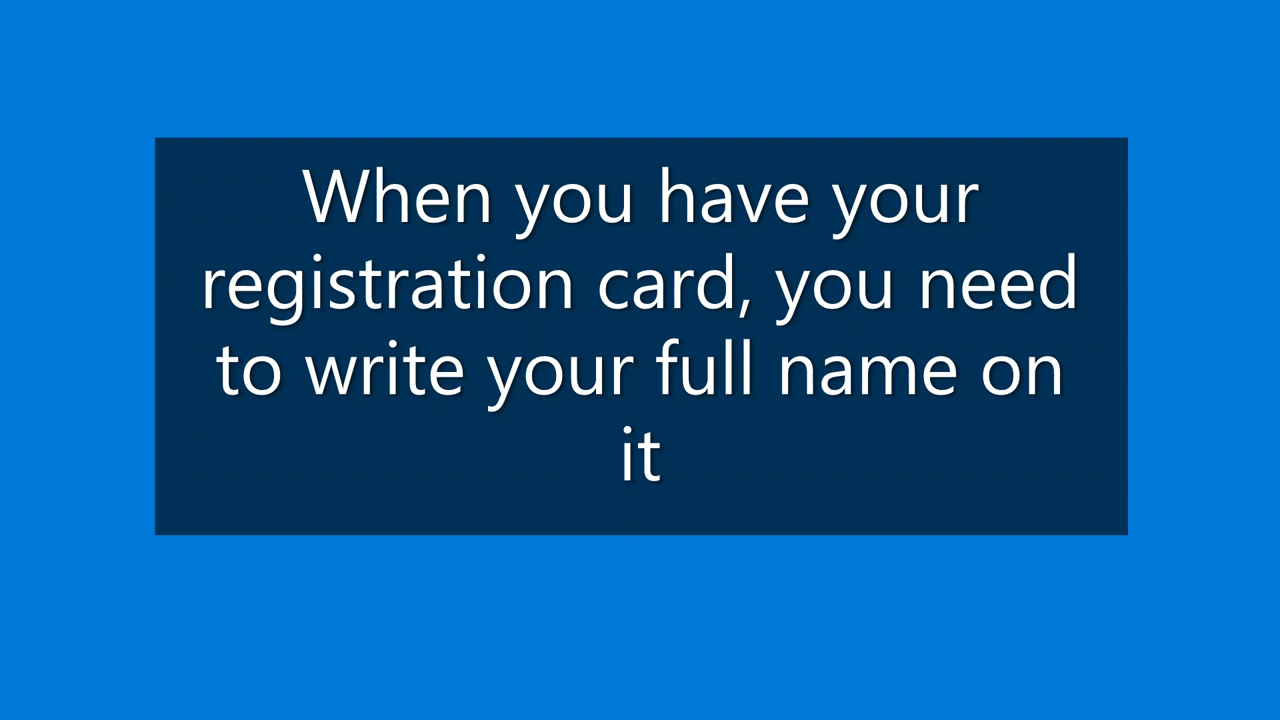 When you have your
registration card, you need
to write your full name on
it